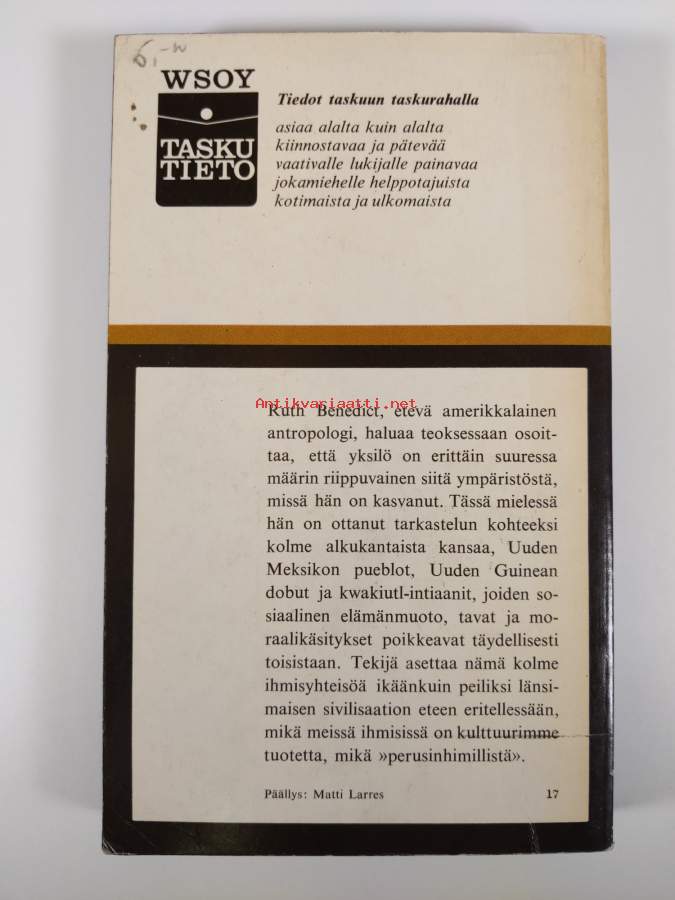 6,-
WSOY
TASKU
TIETO
Tiedot taskuun taskurahalla
asiaa alalta kuin alalta
kiinnostavaa ja pätevää
vaativalle lukijalle painavaa
jokamiehelle helppotajuista
kotimaista ja ulkomaista
Antikvariaatti.net
Ruth Benedict, etevä amerikkalainen
antropologi, haluaa teoksessaan osoit-
taa, että yksilö on erittäin suuressa
määrin riippuvainen siitä ympäristöstä,
missä hän on kasvanut. Tässä mielessä
hän on ottanut tarkastelun kohteeksi
kolme alkukantaista kansaa, Uuden
Meksikon pueblot, Uuden Guinean
dobut ja kwakiutl-intiaanit, joiden so-
siaalinen elämänmuoto, tavat ja mo-
raalikäsitykset poikkeavat täydellisesti
toisistaan. Tekijä asettaa nämä kolme
ihmisyhteisöä ikäänkuin peiliksi länsi-
maisen sivilisaation eteen eritellessään,
mikä meissä ihmisissä on kulttuurimme
tuotetta, mikä »perusinhimillistä».
Päällys: Matti Larres
17